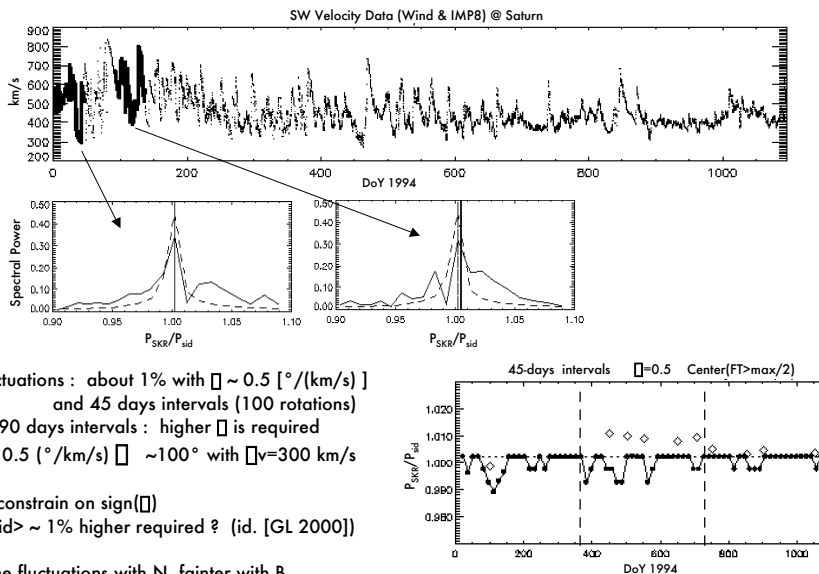 SW Velocity Data (Wind & IMP8) @ Saturn
900
800
700
600
500
400
300
200
km/s
0 200 400 600 800 1000
DoY 1994
0.50
0.40
0.30
0.20
0.10
0.00
Spectral Power
0.90 0.95 1.00 1.05 1.10
PSKR/Psid
0.50
0.40
0.30
0.20
0.10
0.00
0.90 0.95 1.00 1.05 1.10
PSKR/Psid
ctuations : about 1% with □ ~ 0.5 [°/(km/s) ]
and 45 days intervals (100 rotations)
90 days intervals : higher □ is required
0.5 (°/km/s) □ ~100° with □v=300 km/s
constrain on sign(□)
id> ~ 1% higher required ? (id. [GL 2000])
e fluctuations with N, fainter with B
45-days intervals □=0.5 Center(FT>max/2)
1.020
1.010
1.000
0.990
0.980
PSKR/Psid
0 200 400 600 800 1000
DoY 1994